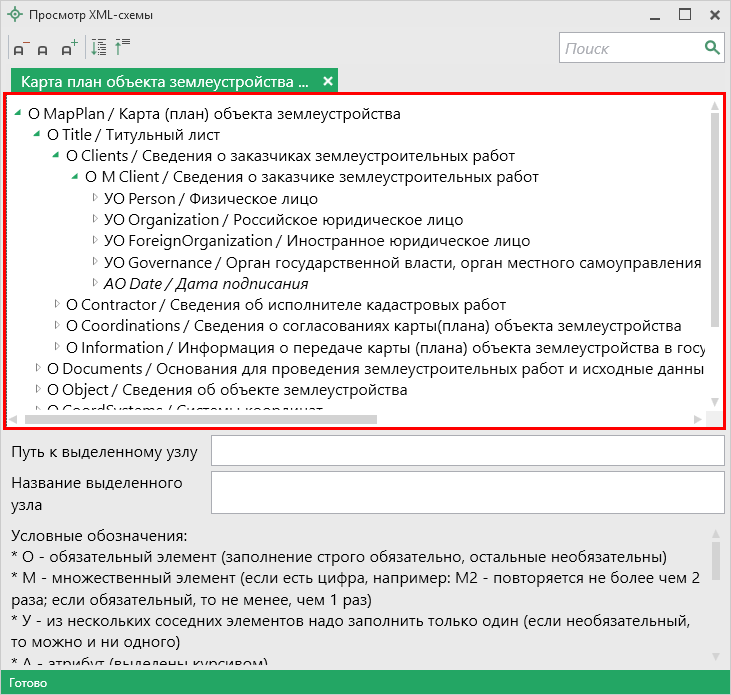 Просмотр XML-схемы
Поиск
Карта план объекта землеустройства ...
О MapPlan / Карта (план) объекта землеустройства
О Title / Титульный лист
О Clients / Сведения о заказчиках землеустроительных работ
О М Client / Сведения о заказчике землеустроительных работ
УО Person / Физическое лицо
УО Organization / Российское юридическое лицо
УО ForeignOrganization / Иностранное юридическое лицо
УО Governance / Орган государственной власти, орган местного самоуправления
АО Date / Дата подписания
О Contractor / Сведения об исполнителе кадастровых работ
О Coordinations / Сведения о согласованиях карты(плана) объекта землеустройства
О Information / Информация о передаче карты (плана) объекта землеустройства в госу
О Documents / Основания для проведения землеустроительных работ и исходные данны
О Object / Сведения об объекте землеустройства
О CoordSystems / Системы координат
Путь к выделенному узлу
Название выделенного
узла
Условные обозначения:
* О - обязательный элемент (заполнение строго обязательно, остальные необязательны)
* М - множественный элемент (если есть цифра, например: М2 - повторяется не более чем 2
раза; если обязательный, то не менее, чем 1 раз)
* У - из нескольких соседних элементов надо заполнить только один (если необязательный,
то можно и ни одного)
* А - атрибут (выделены курсивом)
Готово